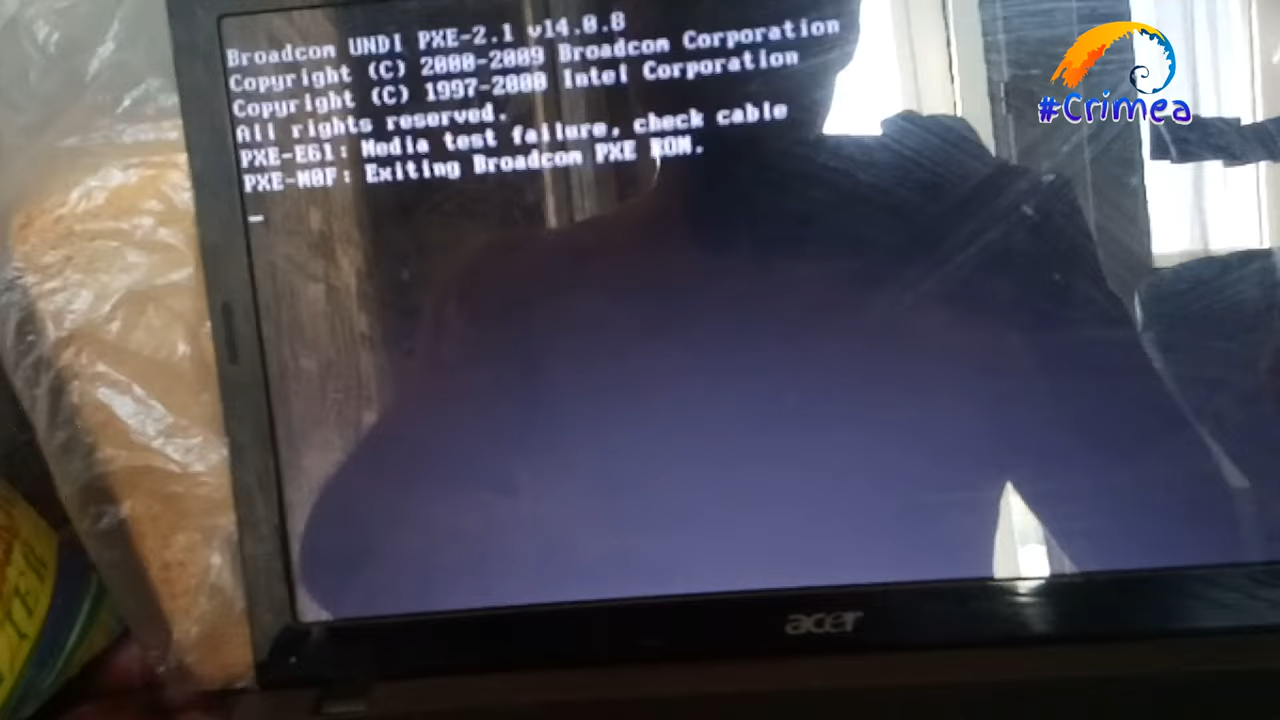 Broadcom UNDI PXE-2.1 v14.0.8
Copyright (C) 2000-2009 Broadcom Corporation
Copyright (C) 1997-2000 Intel Corporation
All rights reserved.
PXE-E61: Media test failure, check cable
PXE-M0F: Exiting Broadcom PXE ROM.
#Crimea
acer